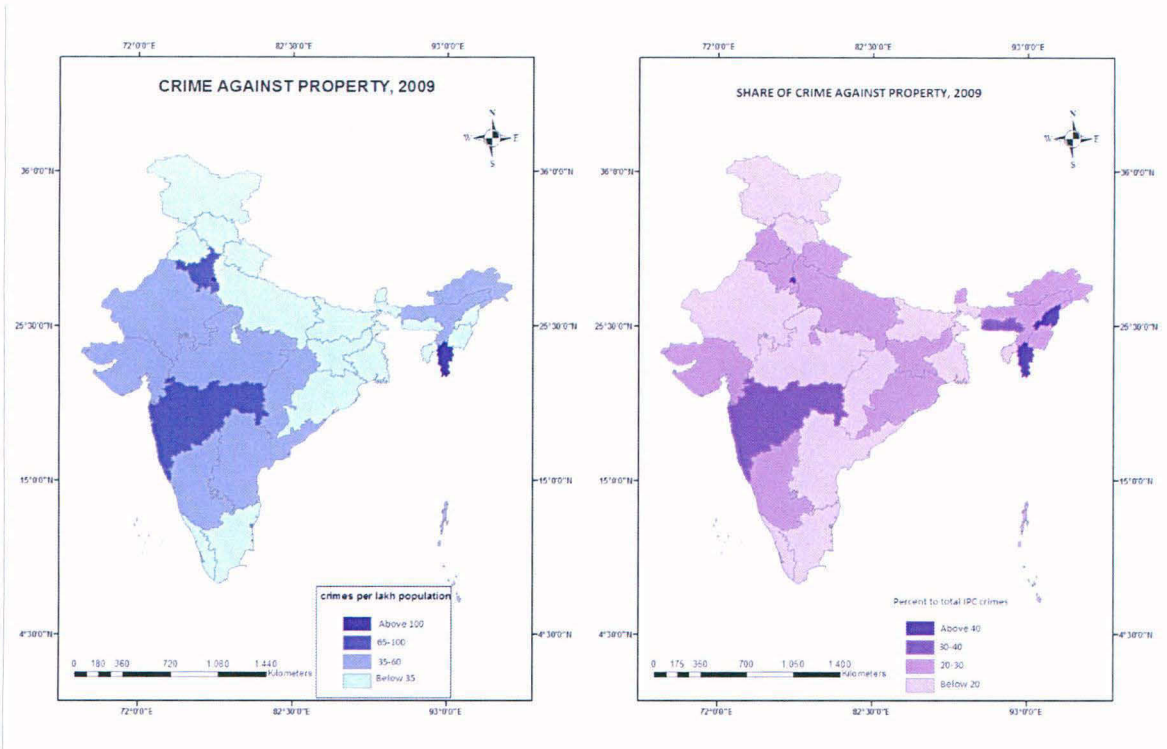 72°0'0"E 82°30'0"E 93°0'0"E
CRIME AGAINST PROPERTY, 2009
N
W E
S
36°0'0"N 36°0'0"N
25°30'0"N 25°30'0"N
15°0'0"N 15°0'0"N
crimes per lakh population
Above 100
65-100
35-60
Below 35
4°30'0"N 4°30'0"N
0 180 360 720 1,080 1,440
Kilometers
72°0'0"E 82°30'0"E 93°0'0"E
72°0'0"E 82°30'0"E 93°0'0"E
SHARE OF CRIME AGAINST PROPERTY, 2009
N
W E
S
36°0'0"N 36°0'0"N
25°30'0"N 25°30'0"N
15°0'0"N 15°0'0"N
Percent to total IPC crimes
Above 40
30-40
20-30
Below 20
4°30'0"N 4°30'0"N
0 175 350 700 1,050 1,400
Kilometers
72°0'0"E 82°30'0"E 93°0'0"E